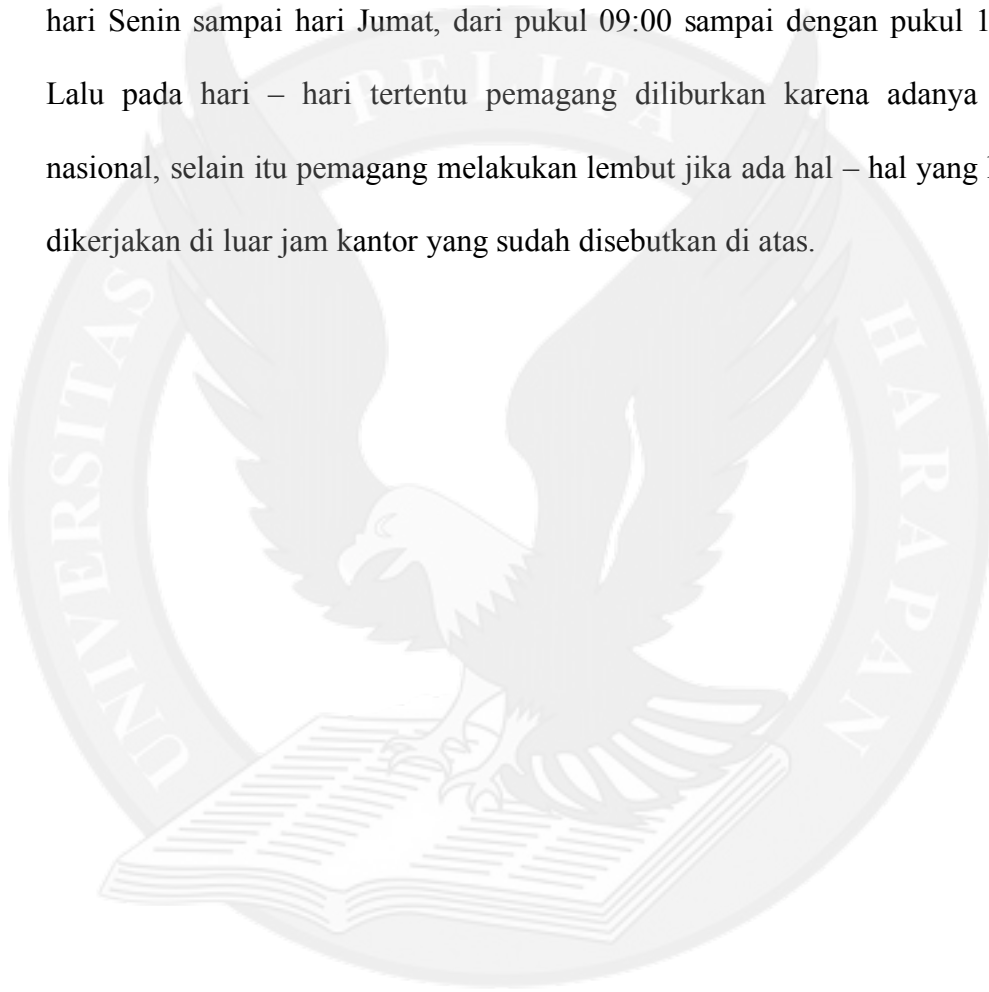 hari Senin sampai hari Jumat, dari pukul 09:00 sampai dengan pukul 1
Lalu pada hari – hari tertentu pemagang diliburkan karena adanya
nasional, selain itu pemagang melakukan lembut jika ada hal – hal yang
dikerjakan di luar jam kantor yang sudah disebutkan di atas.
UNIVERSITAS PELITA HARAPAN